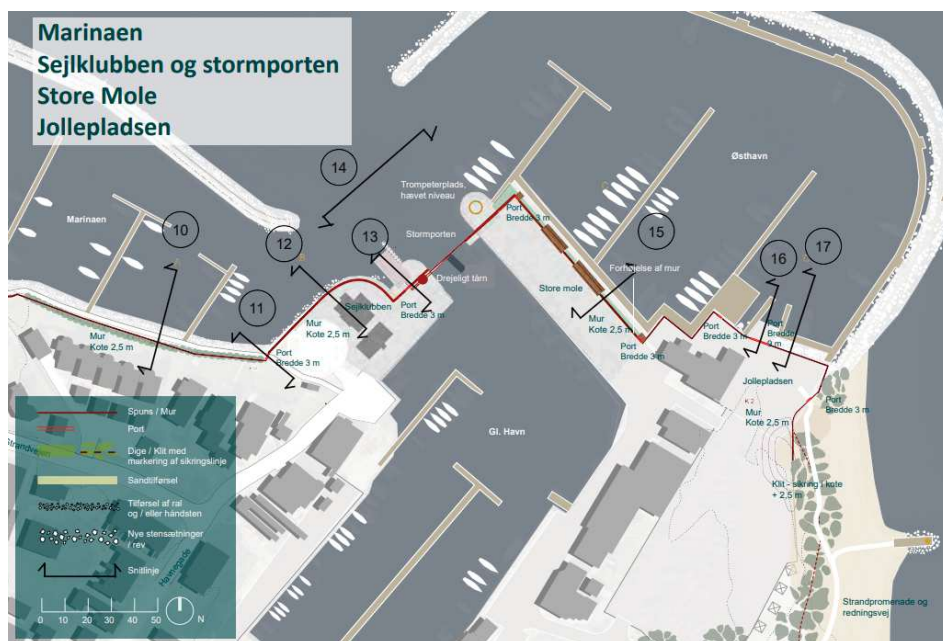 Marinaen
Sejlklubben og stormporten
Store Mole
Jollepladsen
14
Østhavn
Trompeterplads,
hævet niveau
Marinaen
10
12
13
Stormporten
Port
Bredde 3 m
15
16
17
Drejeligt tårn
Forhøjelse af mur
11
Sejlklubben
Store mole
Mur
Kote 2,5 m
Port
Bredde 3 m
Mur
Kote 2,5 m
Port
Bredde 3 m
Port
Bredde 3 m
Port
Bredde 3 m
Port
Bredde 9 m
Jollepladsen
K 2
Mur
Kote 2,5 m
Port
Bredde 3 m
Gl. Havn
Klit - sikring i kote
+ 2,5 m
Strandpromenade og
redningsvej
Spuns / Mur
Port
Dige / Klit med
markering af sikringslinje
Sandtilførsel
Tilførsel af ral
og / eller håndsten
Nye stensætninger
/ rev
Snitlinje
Strandvejen
Havnegade
0 10 20 30 40 50
N